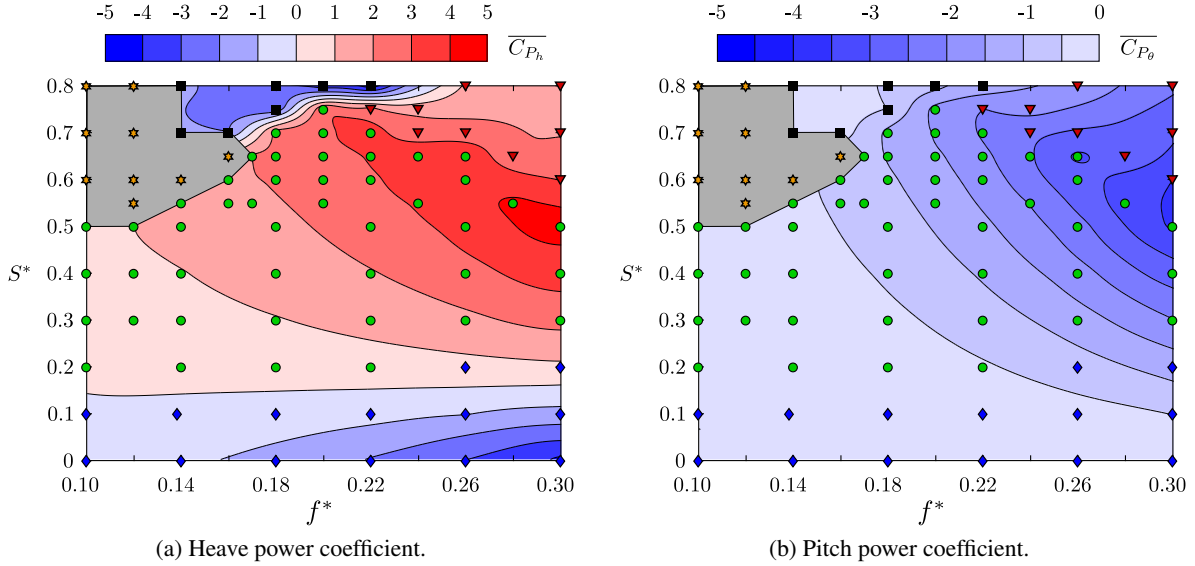 -5 -4 -3 -2 -1 0 1 2 3 4 5
$\overline{C_{P_h}}$
-5 -4 -3 -2 -1 0
$\overline{C_{P_\theta}}$
0.8
0.7
0.6
0.5
S* 0.4
0.3
0.2
0.1
0
0.10 0.14 0.18 0.22 0.26 0.30
f*
(a) Heave power coefficient.
0.8
0.7
0.6
0.5
S* 0.4
0.3
0.2
0.1
0
0.10 0.14 0.18 0.22 0.26 0.30
f*
(b) Pitch power coefficient.